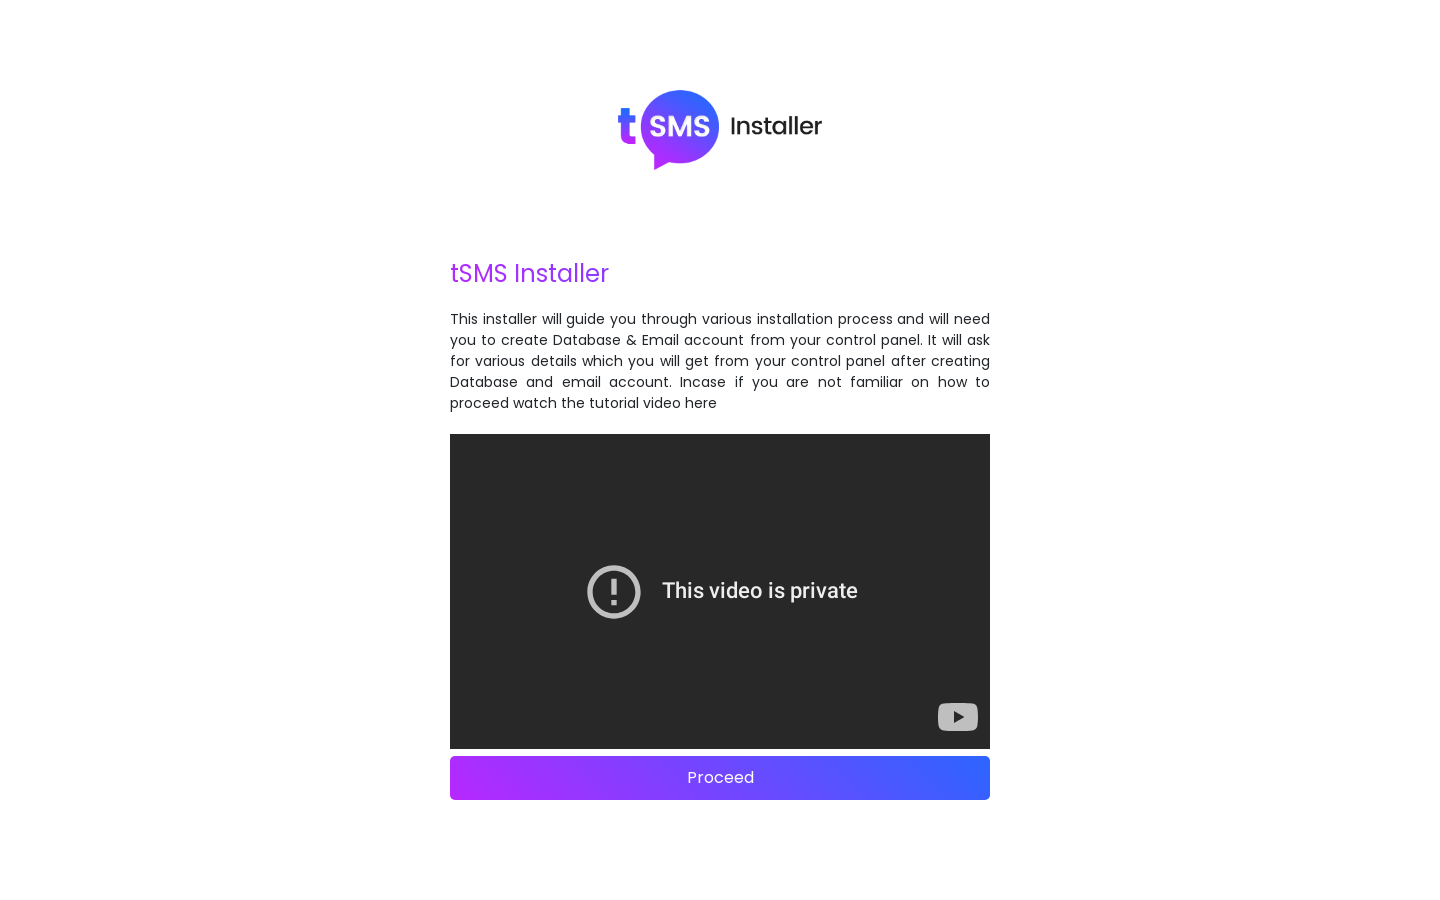 tSMS Installer
tSMS Installer
This installer will guide you through various installation process and will need
you to create Database & Email account from your control panel. It will ask
for various details which you will get from your control panel after creating
Database and email account. Incase if you are not familiar on how to
proceed watch the tutorial video here
This video is private
Proceed